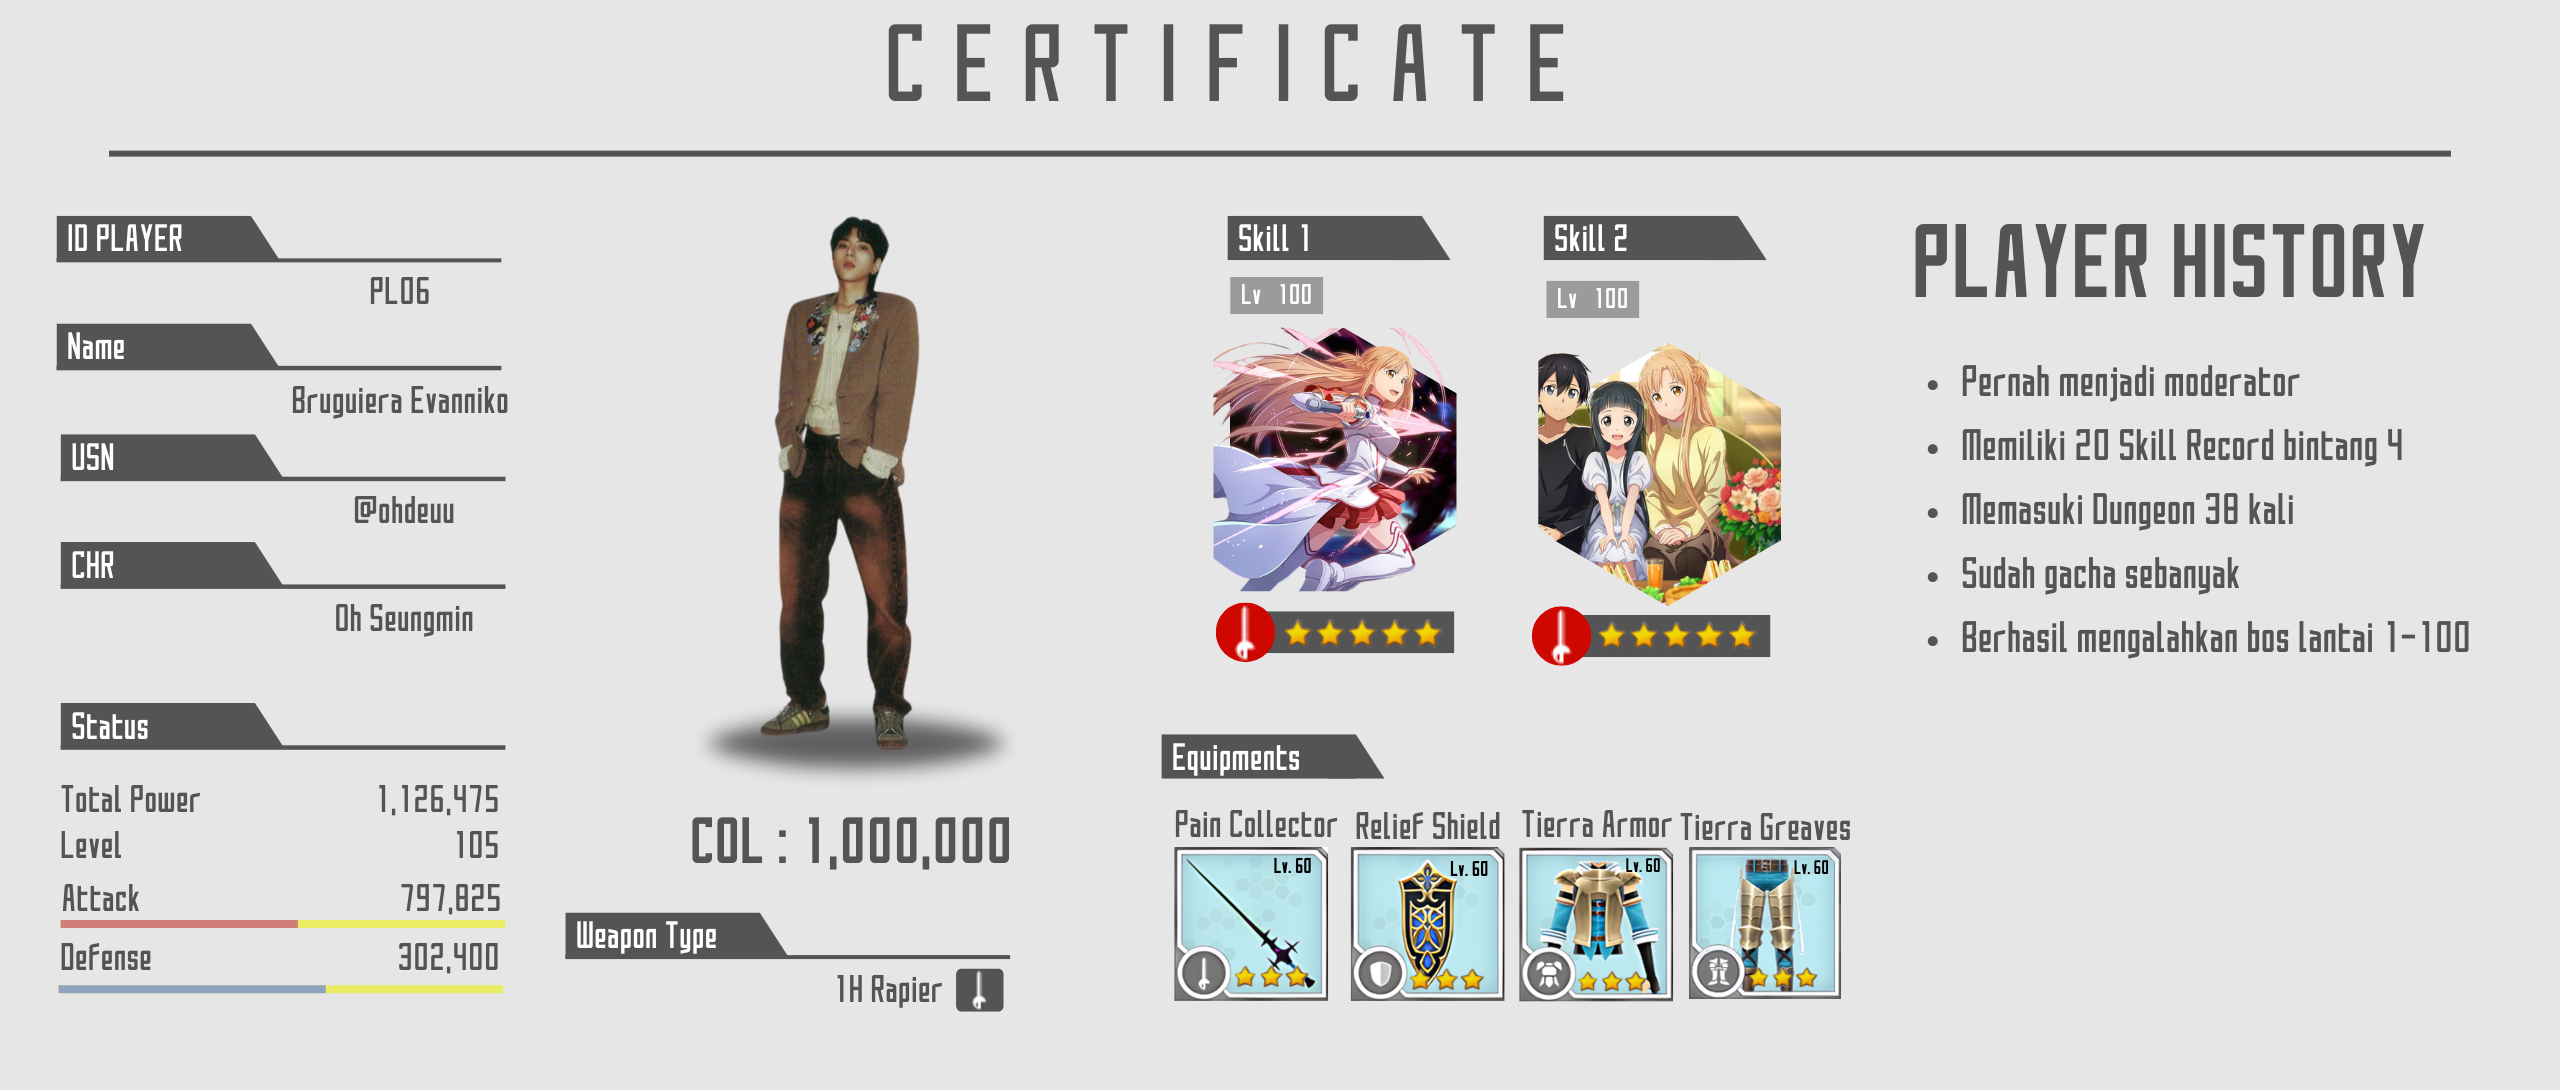 CERTIFICATE
ID PLAYER
PL06
Name
Bruguiera Evanniko
USN
@ohdeuu
CHR
Oh Seungmin
Status
Total Power 1,126,475
Level 105
Attack 797,825
Defense 302,400
COL : 1,000,000
Weapon Type
1H Rapier
Skill 1
Lv 100
Skill 2
Lv 100
Equipments
Pain Collector
Lv. 60
Relief Shield
Lv. 60
Tierra Armor
Lv. 60
Tierra Greaves
Lv. 60
PLAYER HISTORY
• Pernah menjadi moderator
• Memiliki 20 Skill Record bintang 4
• Memasuki Dungeon 38 kali
• Sudah gacha sebanyak
• Berhasil mengalahkan bos lantai 1-100